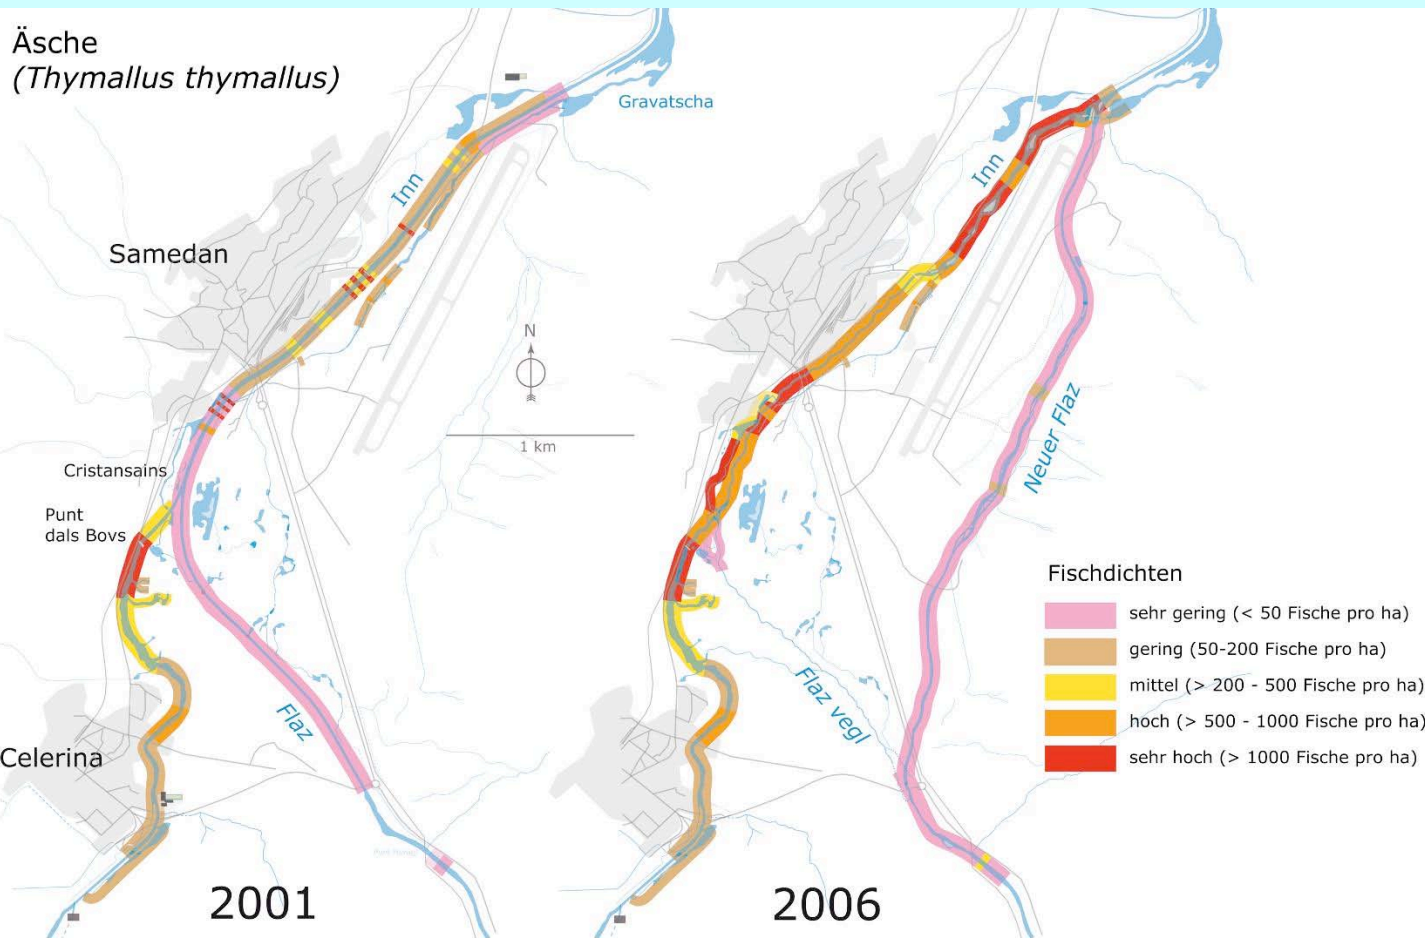 Äsche
(Thymallus thymallus)
Gravatscha
Inn
Samedan
N
1 km
Cristansains
Punt
dals Bovs
Flaz
Celerina
2001
Inn
Neuer Flaz
Flaz vegl
2006
Fischdichten
sehr gering (< 50 Fische pro ha)
gering (50-200 Fische pro ha)
mittel (> 200 - 500 Fische pro ha)
hoch (> 500 - 1000 Fische pro ha)
sehr hoch (> 1000 Fische pro ha)